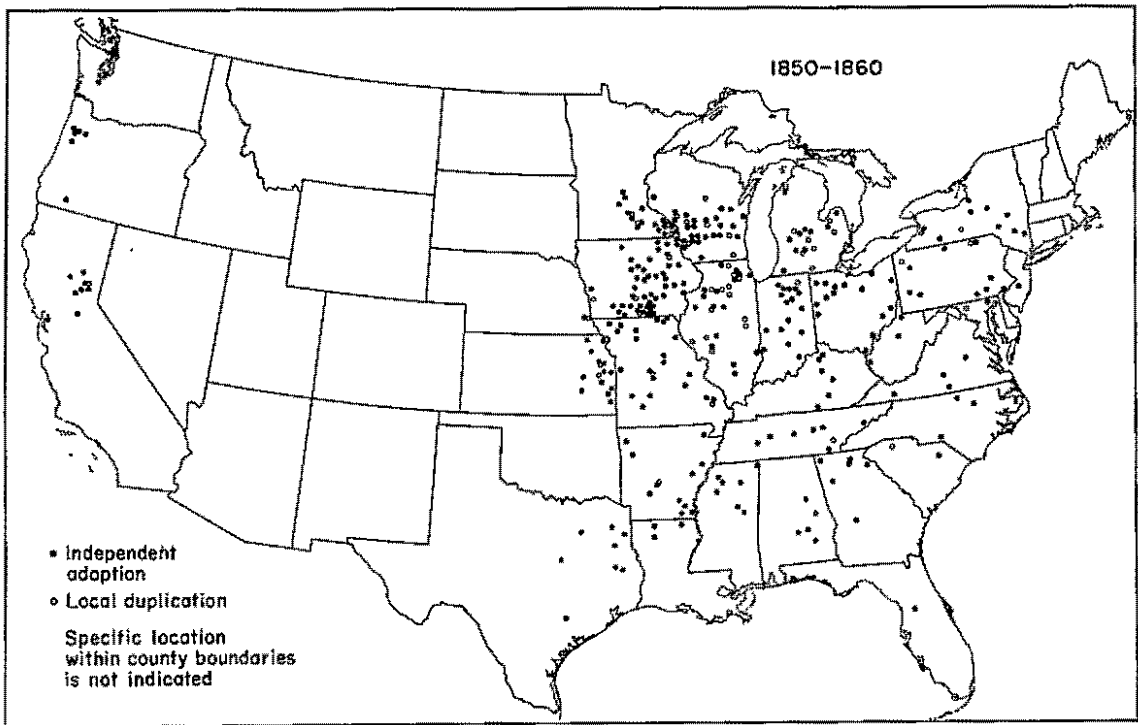 1850-1860
* Independent
adoption
o Local duplication
Specific location
within county boundaries
is not indicated